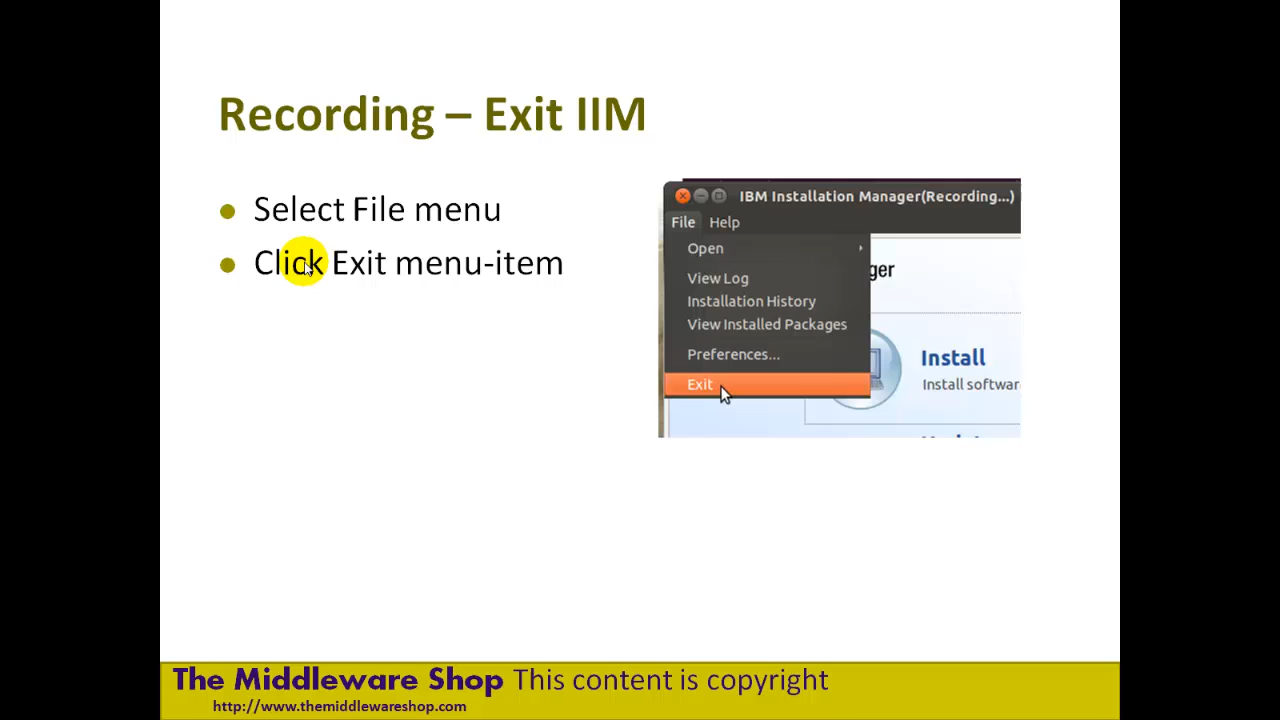 Recording – Exit IIM
Select File menu
Click Exit menu-item
IBM Installation Manager(Recording...)
File Help
Open
View Log
Installation History
View Installed Packages
Preferences...
Exit
ger
Install
Install softwar
The Middleware Shop This content is copyright
http://www.themiddlewareshop.com